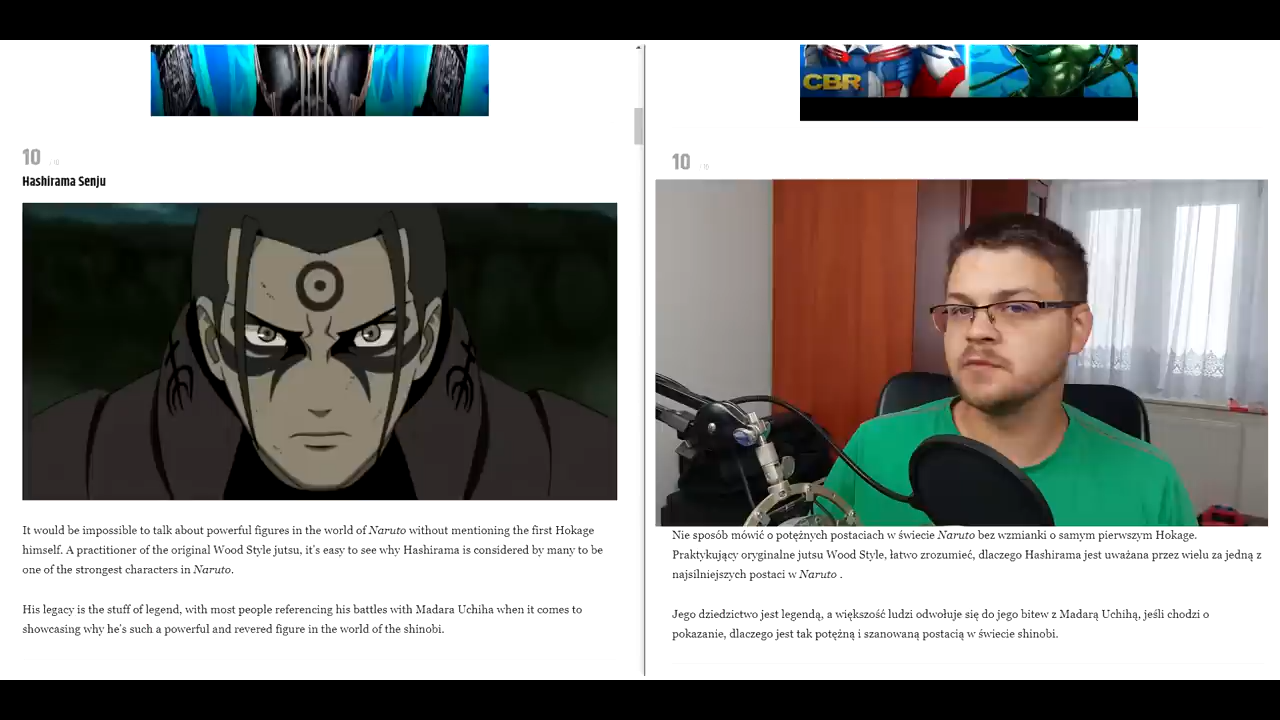 10 / 10
Hashirama Senju
It would be impossible to talk about powerful figures in the world of Naruto without mentioning the first Hokage
himself. A practitioner of the original Wood Style jutsu, it's easy to see why Hashirama is considered by many to be
one of the strongest characters in Naruto.
His legacy is the stuff of legend, with most people referencing his battles with Madara Uchiha when it comes to
showcasing why he's such a powerful and revered figure in the world of the shinobi.
CBR
10 / 10
Nie sposób mówić o potężnych postaciach w świecie Naruto bez wzmianki o samym pierwszym Hokage.
Praktykujący oryginalne jutsu Wood Style, łatwo zrozumieć, dlaczego Hashirama jest uważana przez wielu za jedną z
najsilniejszych postaci w Naruto .
Jego dziedzictwo jest legendą, a większość ludzi odwołuje się do jego bitew z Madarą Uchihą, jeśli chodzi o
pokazanie, dlaczego jest tak potężną i szanowaną postacią w świecie shinobi.